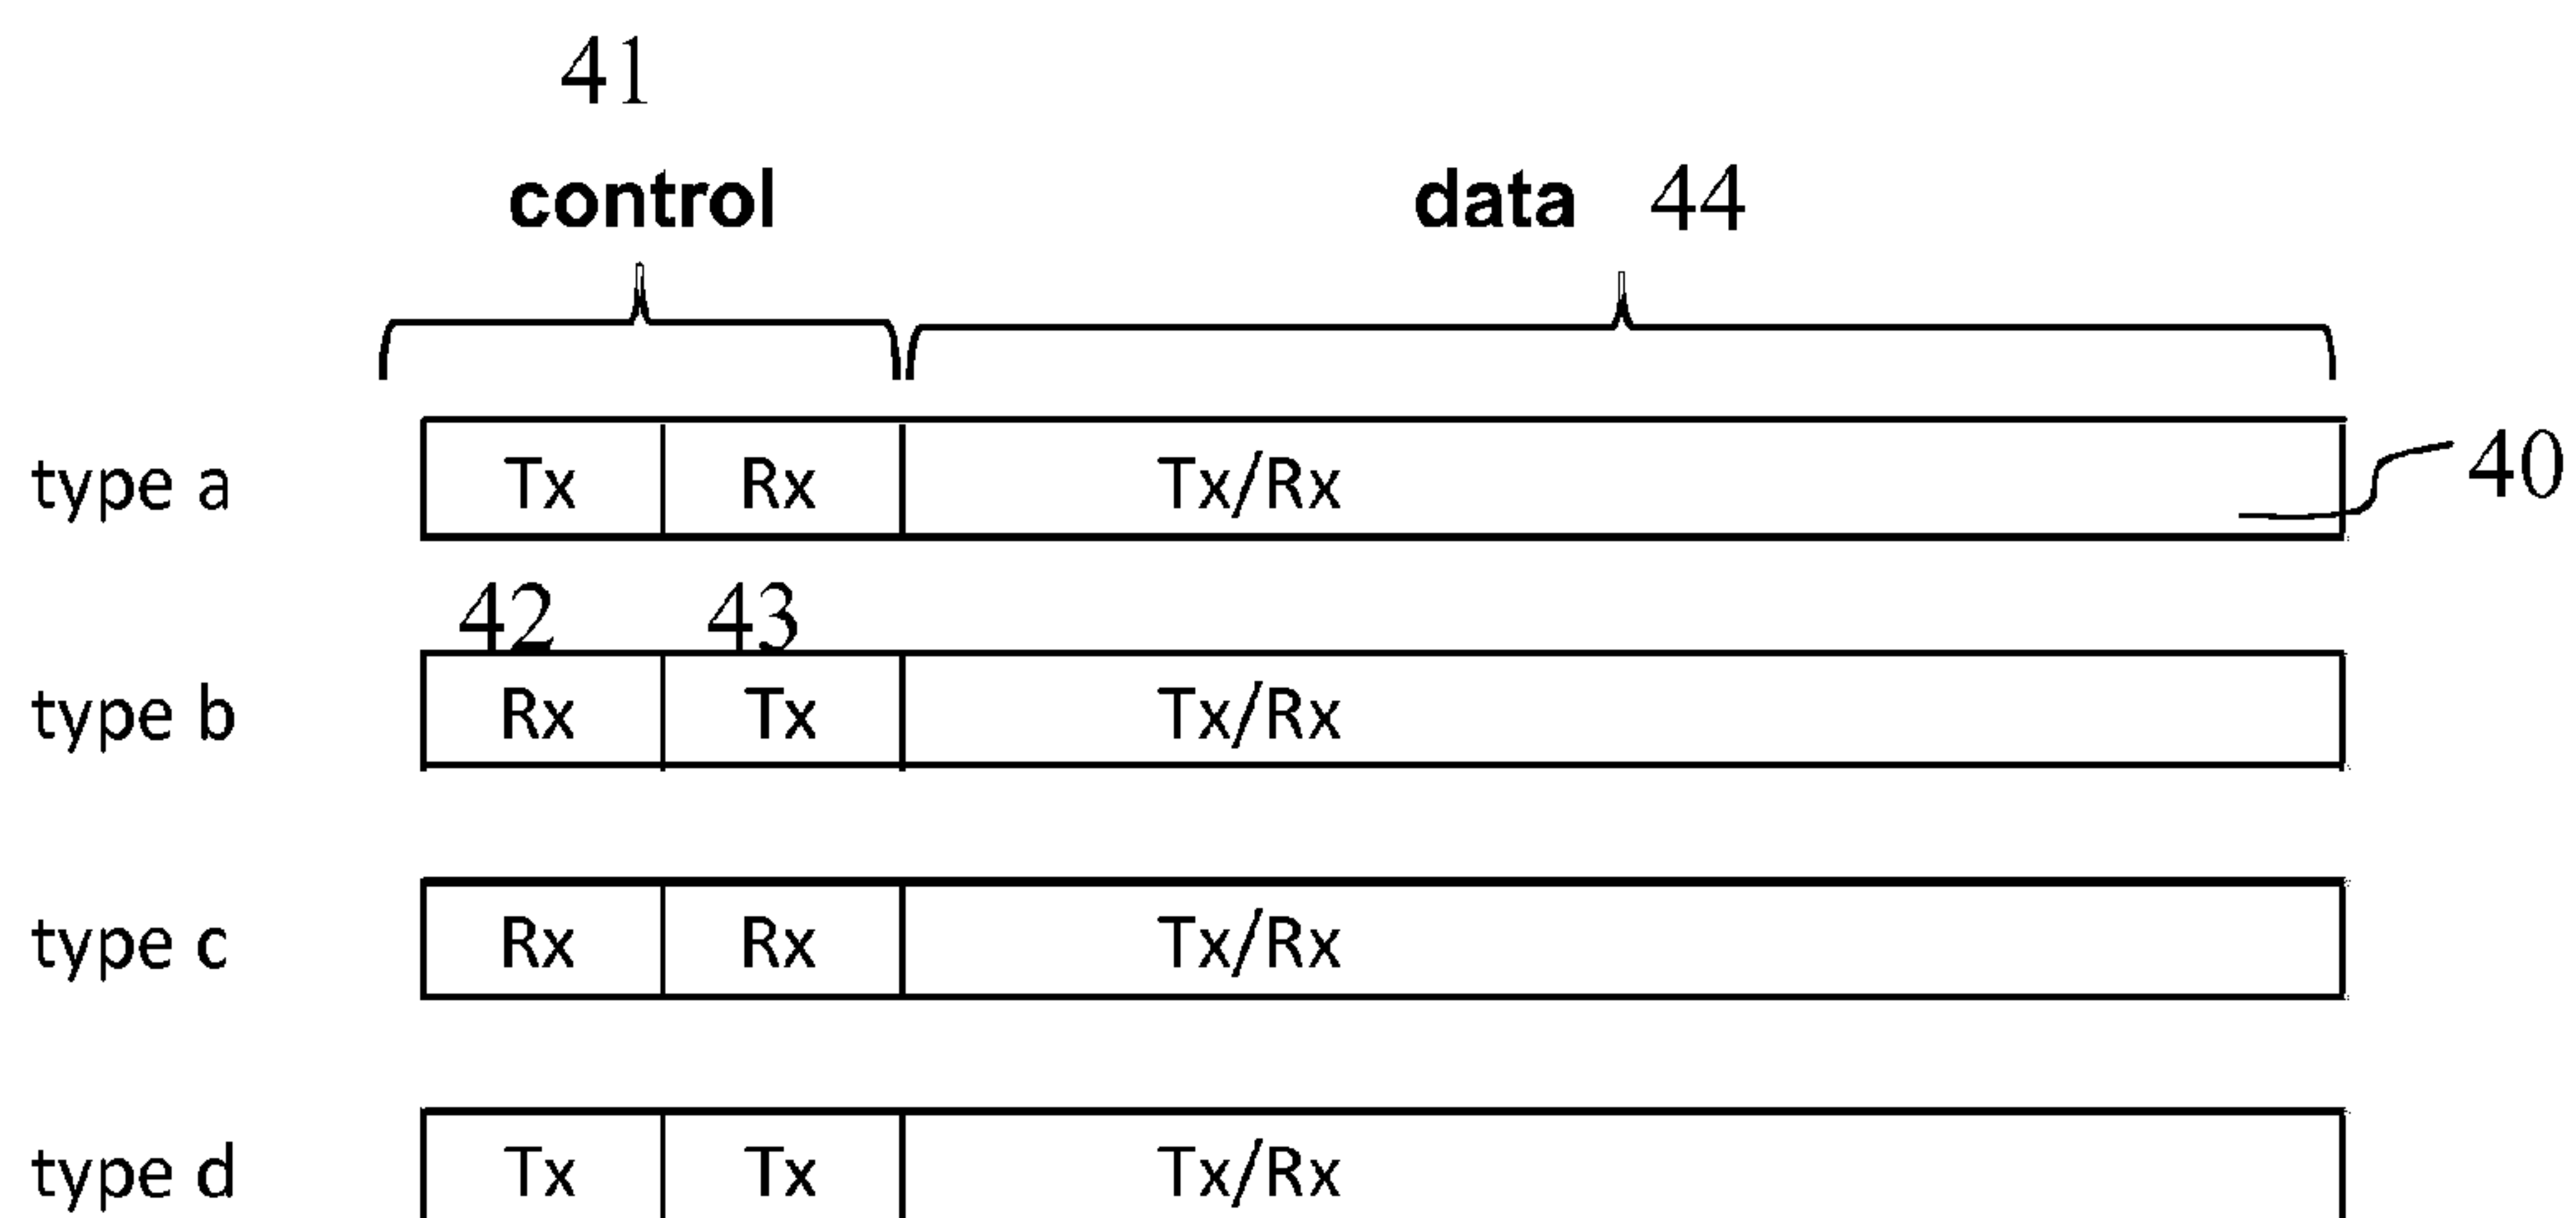 41
control data 44
type a Tx Rx Tx/Rx 40
42 43
type b Rx Tx Tx/Rx
type c Rx Rx Tx/Rx
type d Tx Tx Tx/Rx